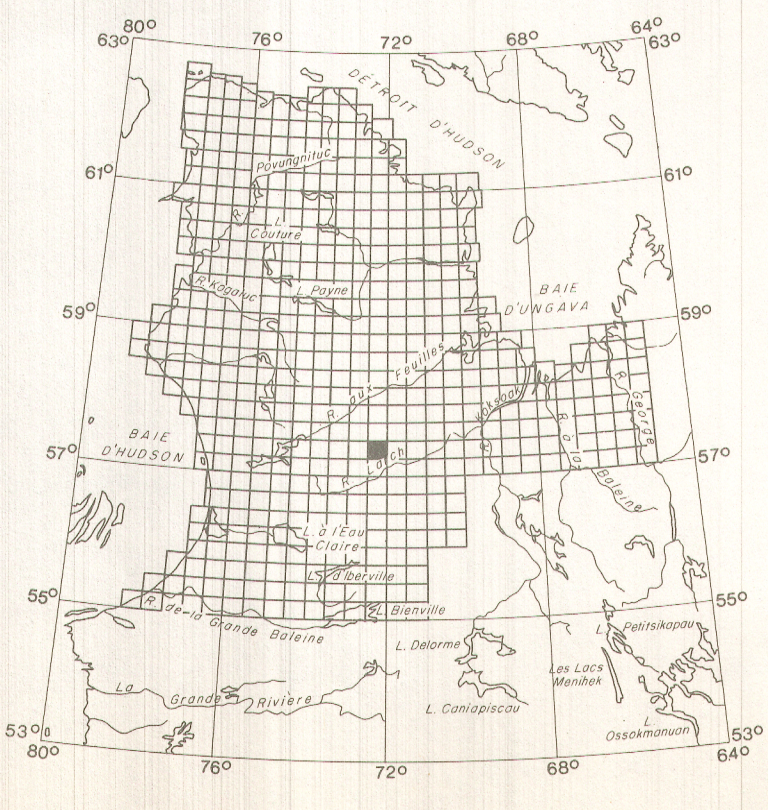 80°
76°
72°
68°
64°
63°
63°
DÉTROIT
D'HUDSON
Povungnituc
61°
61°
R.
L.
Couture
R. Kogaluc
L. Payne
BAIE
D'UNGAVA
59°
59°
R. aux Feuilles
Koksoak
R. George
R. à la
Baleine
BAIE
D'HUDSON
57°
57°
R. Larch
L. à l'Eau
Claire
L. d'Iberville
55°
55°
R. de-la Grande Baleine
L. Bienville
L. Delorme
L. Petitsikapau
Les Lacs
Menihek
La Grande Rivière
L. Caniapiscau
L.
Ossokmanuan
53°
53°
80°
76°
72°
68°
64°